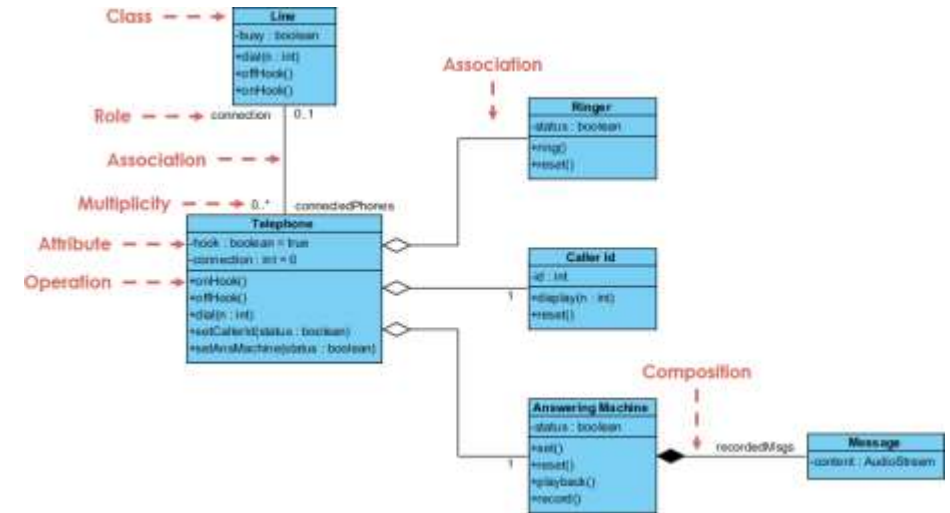 Class
Line
-busy : boolean
+dial(n : int)
+offHook()
+onHook()
Role
connection
0..1
Association
Multiplicity
0..*
-connectedPhones
Association
Ringer
-status : boolean
+ring()
+reset()
Telephone
Attribute
-hook : boolean = true
-connection : int = 0
Operation
+onHook()
+offHook()
+dial(n : int)
+setCallerId(status : boolean)
+setAnsMachine(status : boolean)
Caller Id
-id : int
+display(n : int)
+reset()
1
Composition
Answering Machine
-status : boolean
+set()
+reset()
+playback()
+record()
1
recordedMsgs
Message
-content : AudioStream